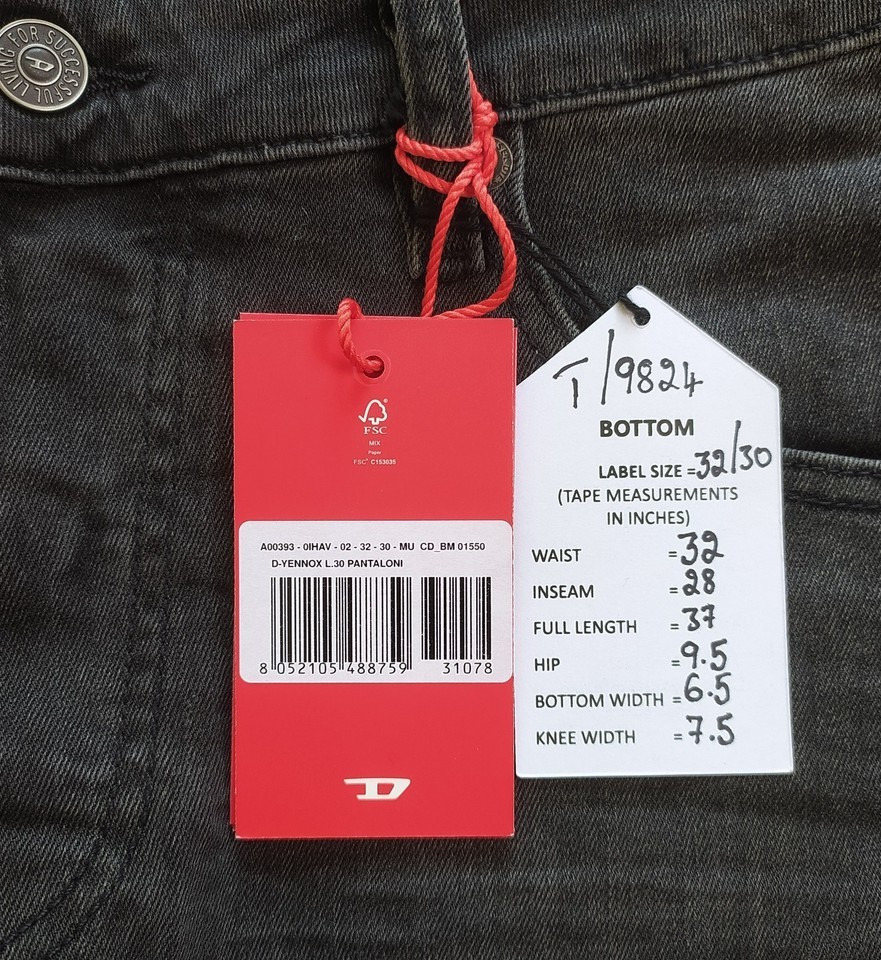 FOR SUCCESSFUL LIVING
D
FSC®
MIX
Paper
FSC® C153035
A00393 - 0IHAV - 02 - 32 - 30 - MU CD_BM 01550
D-YENNOX L.30 PANTALONI
8 052105 488759 31078
D
T/9824
BOTTOM
LABEL SIZE =32/30
(TAPE MEASUREMENTS
IN INCHES)
WAIST =32
INSEAM =28
FULL LENGTH =37
HIP =9.5
BOTTOM WIDTH =6.5
KNEE WIDTH =7.5